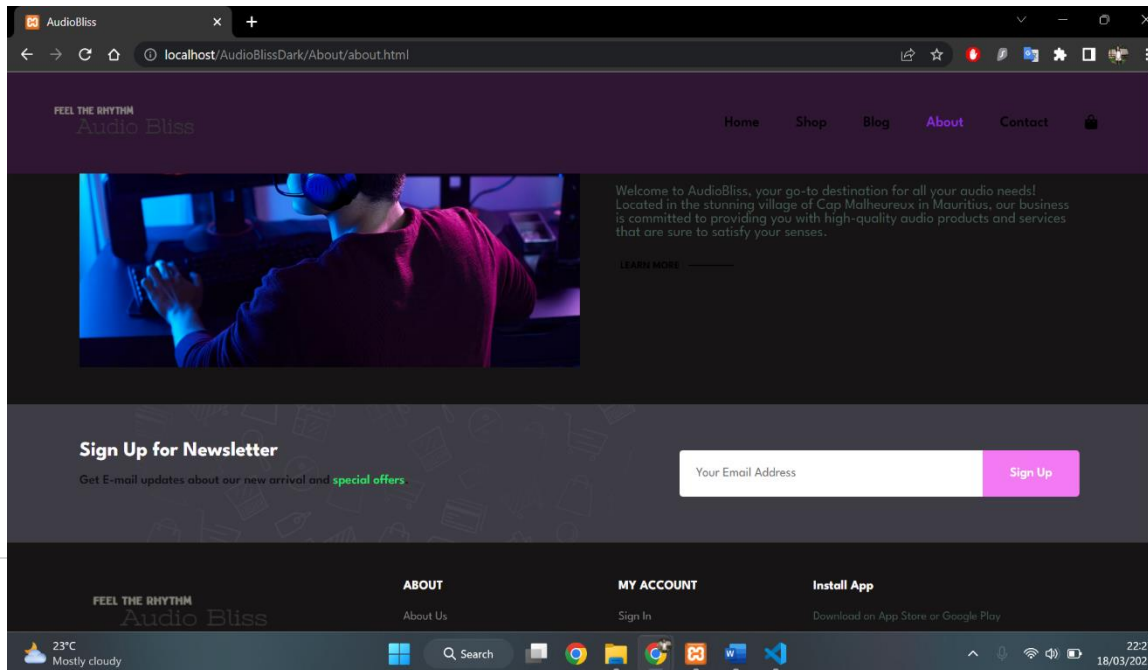 AudioBliss
localhost/AudioBlissDark/About/about.html
FEEL THE RHYTHM
Audio Bliss
Home Shop Blog About Contact
Welcome to AudioBliss, your go-to destination for all your audio needs!
Located in the stunning village of Cap Malheureux in Mauritius, our business
is committed to providing you with high-quality audio products and services
that are sure to satisfy your senses.
LEARN MORE
Sign Up for Newsletter
Get E-mail updates about our new arrival and special offers.
Your Email Address
Sign Up
FEEL THE RHYTHM
Audio Bliss
ABOUT
About Us
MY ACCOUNT
Sign In
Install App
Download on App Store or Google Play
23°C
Mostly cloudy
Search
22:2
18/03/202